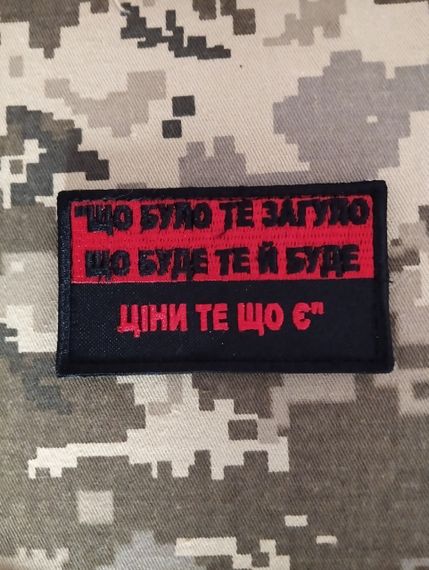 "ЩО БУЛО ТЕ ЗАГУЛО
ЩО БУДЕ ТЕ Й БУДЕ
ЦІНИ ТЕ ЩО Є"